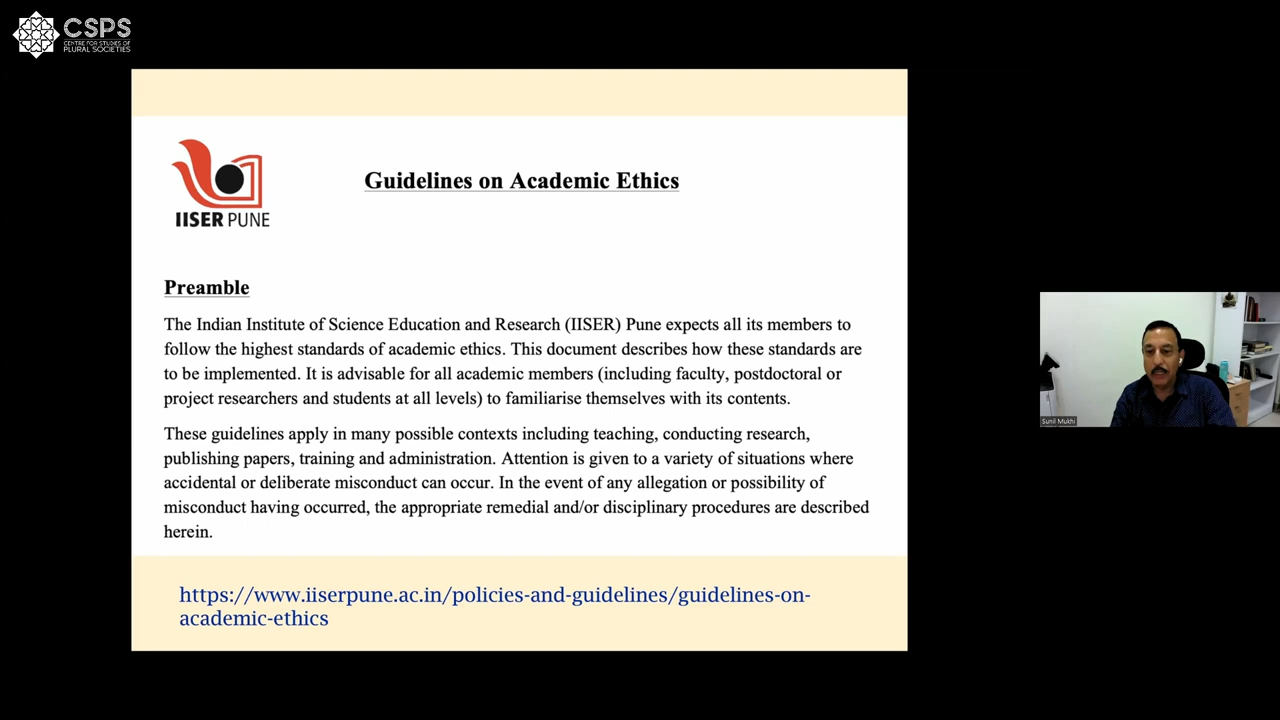 CSPS
CENTRE FOR STUDIES OF
PLURAL SOCIETIES
IISER PUNE
Guidelines on Academic Ethics
Preamble
The Indian Institute of Science Education and Research (IISER) Pune expects all its members to
follow the highest standards of academic ethics. This document describes how these standards are
to be implemented. It is advisable for all academic members (including faculty, postdoctoral or
project researchers and students at all levels) to familiarise themselves with its contents.
These guidelines apply in many possible contexts including teaching, conducting research,
publishing papers, training and administration. Attention is given to a variety of situations where
accidental or deliberate misconduct can occur. In the event of any allegation or possibility of
misconduct having occurred, the appropriate remedial and/or disciplinary procedures are described
herein.
https://www.iiserpune.ac.in/policies-and-guidelines/guidelines-on-
academic-ethics
Sunil Mukhi